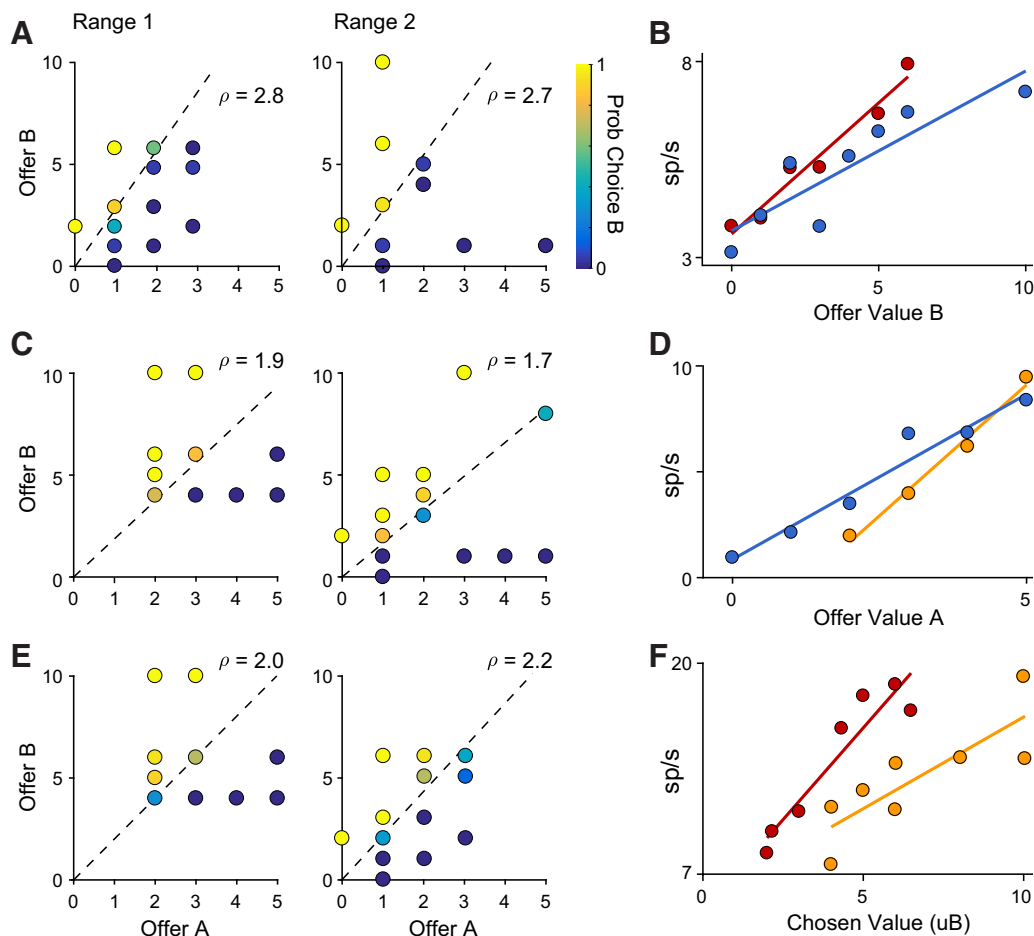 Range 1
Range 2
A
10
5
0
0 1 2 3 4 5
Offer B
ρ = 2.8
10
5
0
0 1 2 3 4 5
ρ = 2.7
1
0
Prob Choice B
B
8
3
sp/s
0 5 10
Offer Value B
C
10
5
0
0 1 2 3 4 5
Offer B
ρ = 1.9
10
5
0
0 1 2 3 4 5
ρ = 1.7
D
10
0
sp/s
0 5
Offer Value A
E
10
5
0
0 1 2 3 4 5
Offer B
Offer A
ρ = 2.0
10
5
0
0 1 2 3 4 5
Offer A
ρ = 2.2
F
20
7
sp/s
0 5 10
Chosen Value (uB)